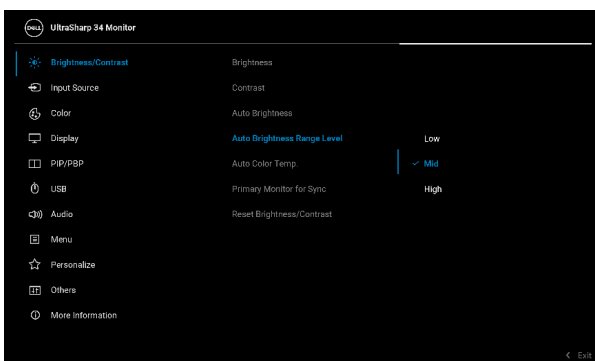 DELL UltraSharp 34 Monitor
Brightness/Contrast Brightness
Input Source Contrast
Color Auto Brightness
Display Auto Brightness Range Level Low
PIP/PBP Auto Color Temp. Mid
USB Primary Monitor for Sync High
Audio Reset Brightness/Contrast
Menu
Personalize
Others
More Information
Exit